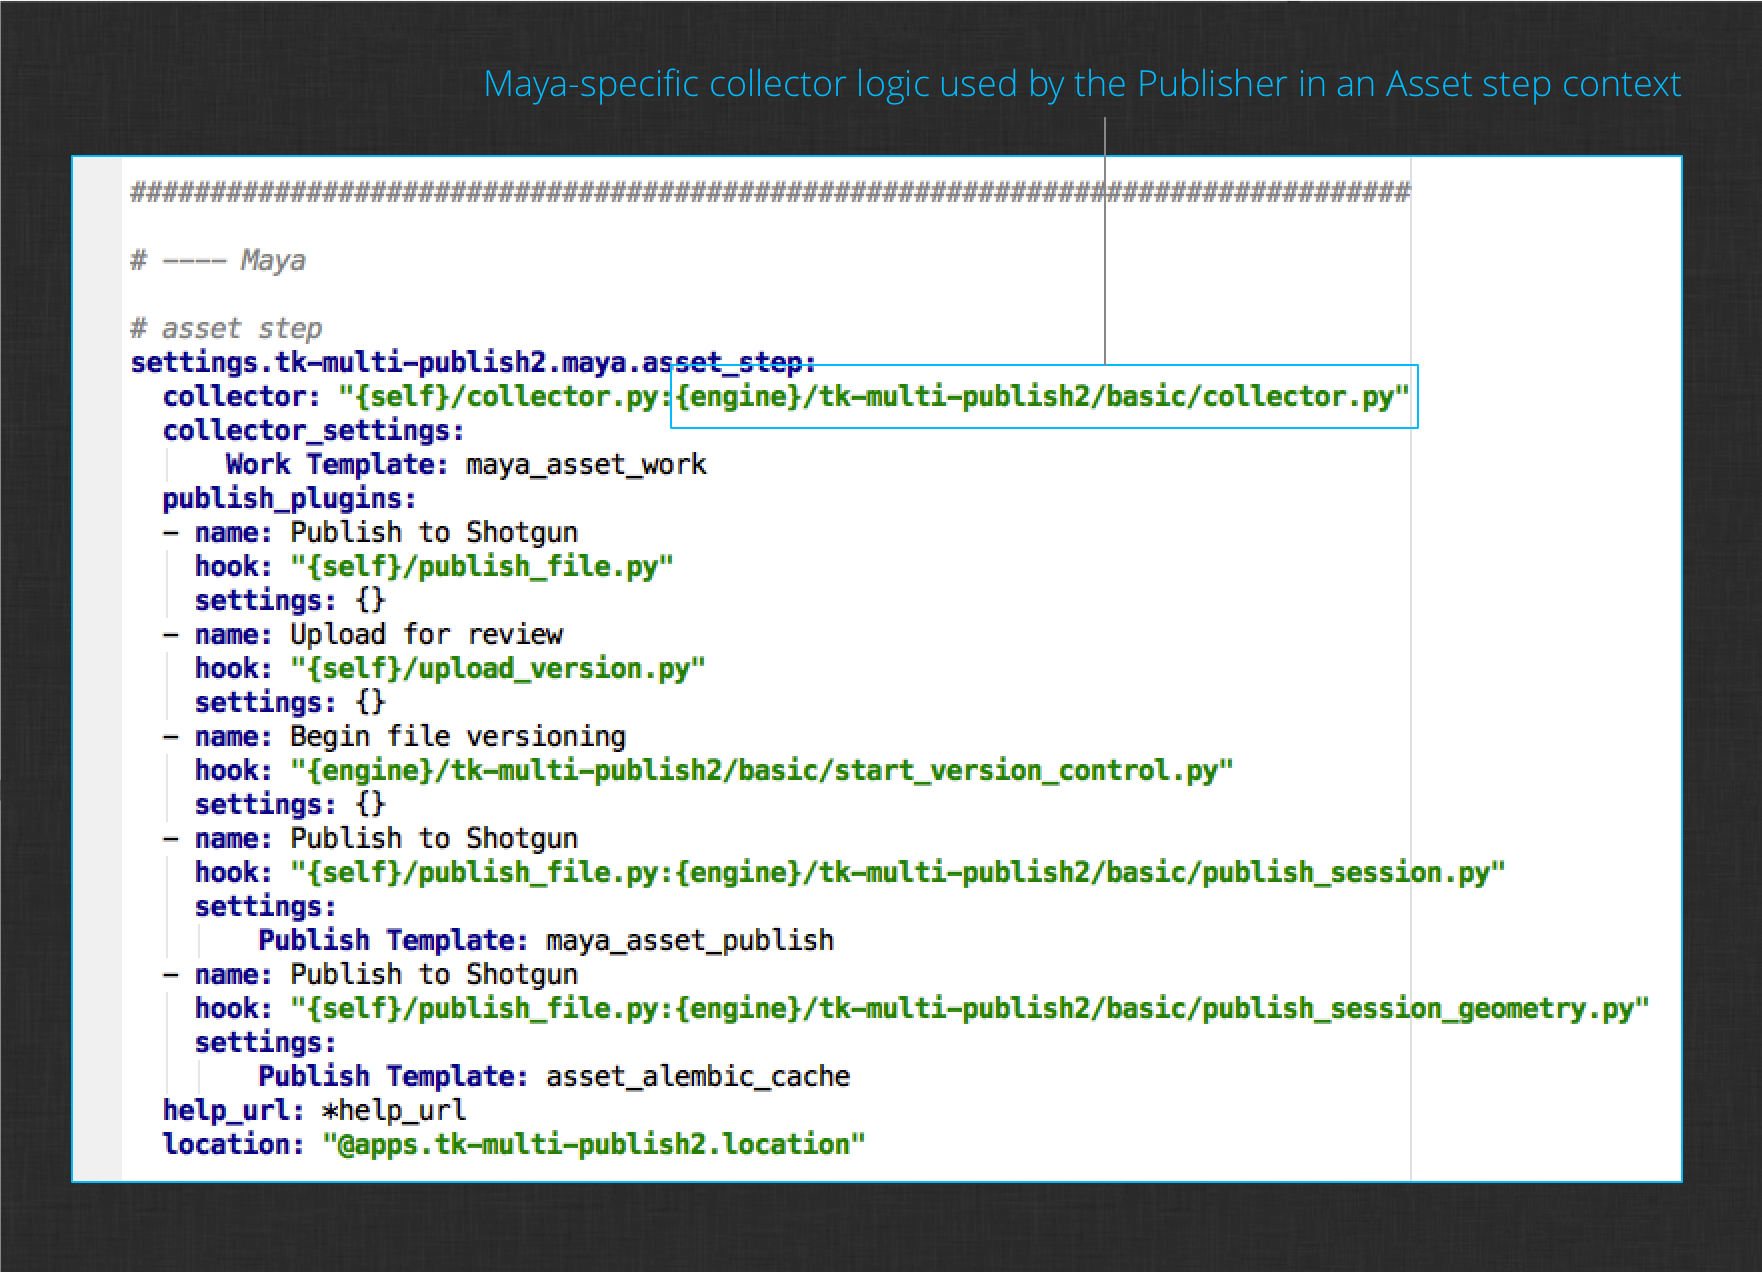 Maya-specific collector logic used by the Publisher in an Asset step context
################################################################################
# ---- Maya
# asset step
settings.tk-multi-publish2.maya.asset_step:
collector: "{self}/collector.py:{engine}/tk-multi-publish2/basic/collector.py"
collector_settings:
Work Template: maya_asset_work
publish_plugins:
- name: Publish to Shotgun
hook: "{self}/publish_file.py"
settings: {}
- name: Upload for review
hook: "{self}/upload_version.py"
settings: {}
- name: Begin file versioning
hook: "{engine}/tk-multi-publish2/basic/start_version_control.py"
settings: {}
- name: Publish to Shotgun
hook: "{self}/publish_file.py:{engine}/tk-multi-publish2/basic/publish_session.py"
settings:
Publish Template: maya_asset_publish
- name: Publish to Shotgun
hook: "{self}/publish_file.py:{engine}/tk-multi-publish2/basic/publish_session_geometry.py"
settings:
Publish Template: asset_alembic_cache
help_url: *help_url
location: "@apps.tk-multi-publish2.location"